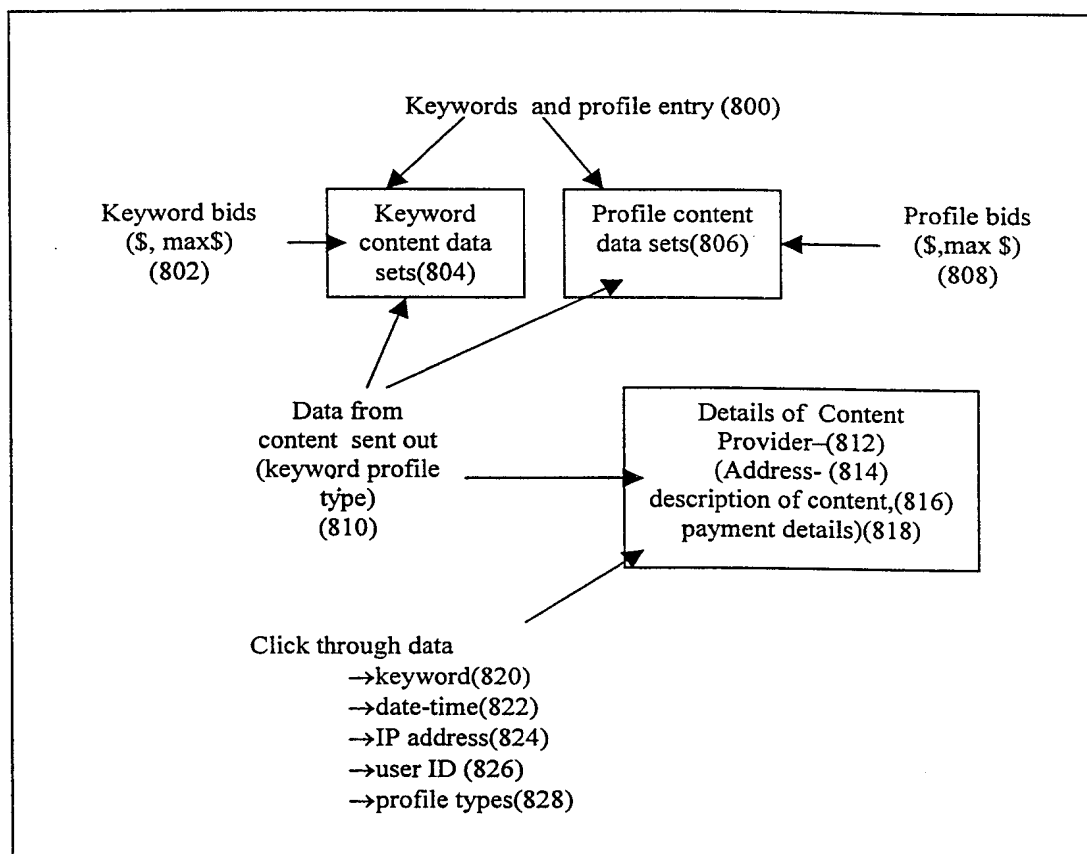 Keywords and profile entry (800)
Keyword bids
($, max$)
(802)
Keyword
content data
sets(804)
Profile content
data sets(806)
Profile bids
($,max $)
(808)
Data from
content sent out
(keyword profile
type)
(810)
Details of Content
Provider–(812)
(Address- (814)
description of content,(816)
payment details)(818)
Click through data
→keyword(820)
→date-time(822)
→IP address(824)
→user ID (826)
→profile types(828)